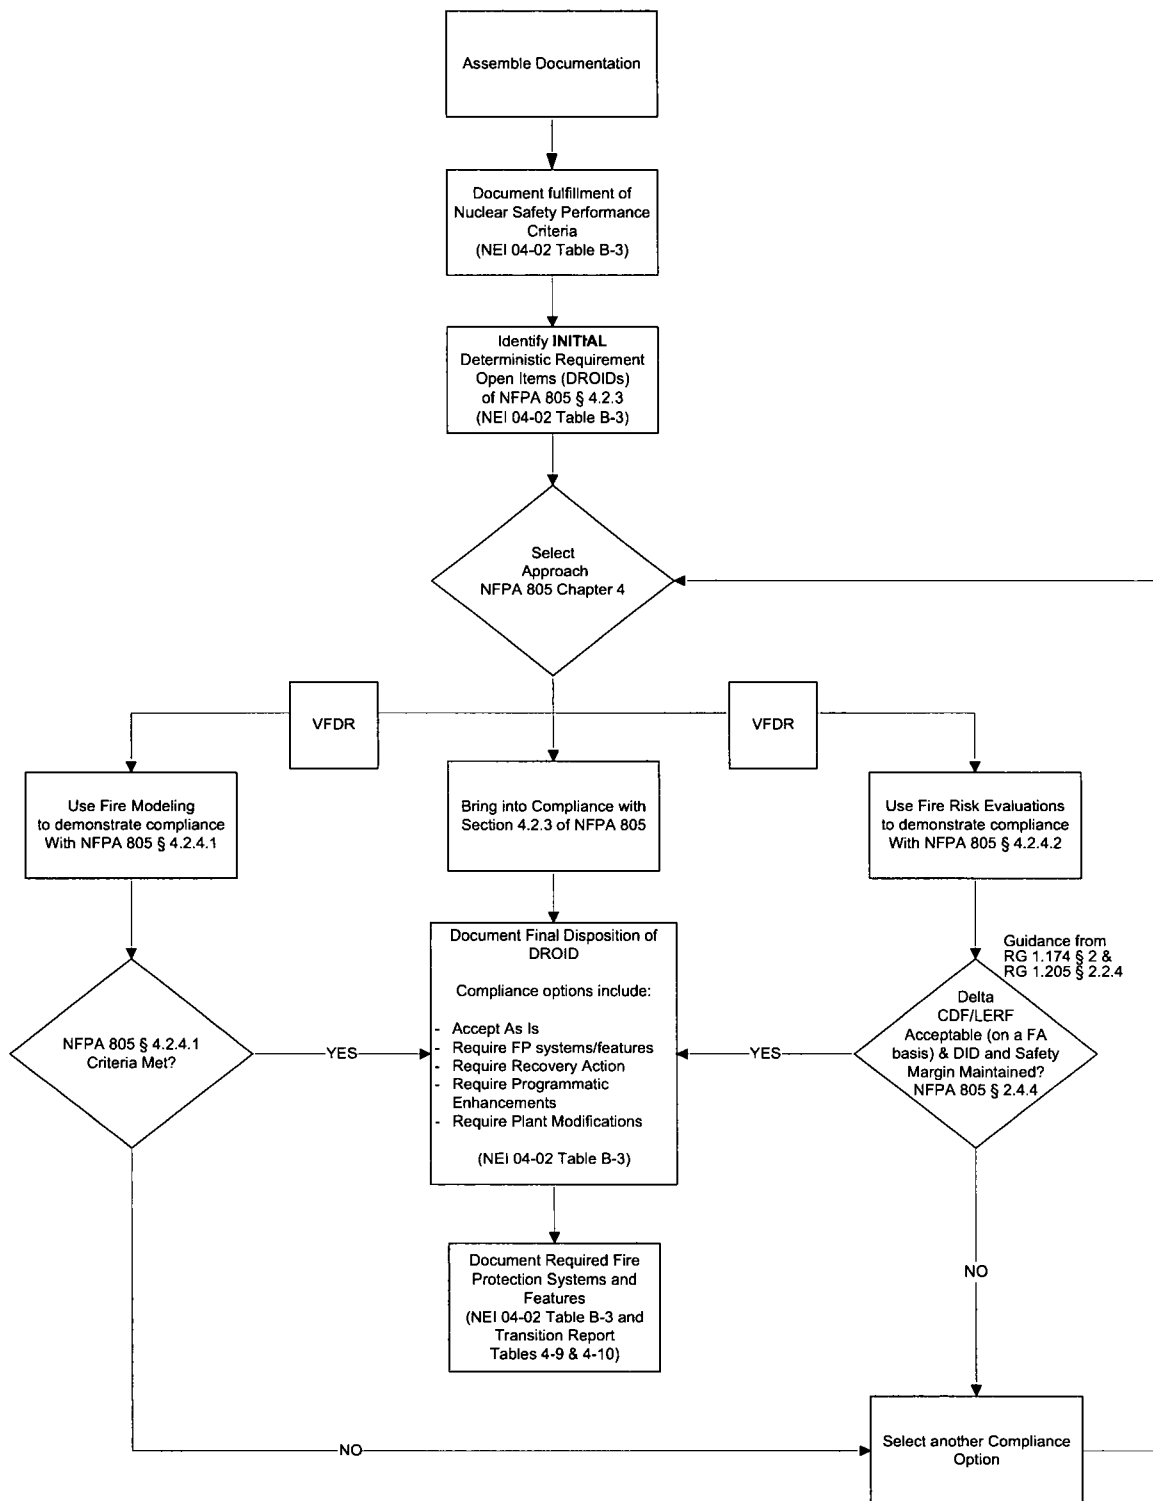 Assemble Documentation
Document fulfillment of
Nuclear Safety Performance
Criteria
(NEI 04-02 Table B-3)
Identify INITIAL
Deterministic Requirement
Open Items (DROIDs)
of NFPA 805 § 4.2.3
(NEI 04-02 Table B-3)
Select
Approach
NFPA 805 Chapter 4
VFDR
VFDR
Use Fire Modeling
to demonstrate compliance
With NFPA 805 § 4.2.4.1
Bring into Compliance with
Section 4.2.3 of NFPA 805
Use Fire Risk Evaluations
to demonstrate compliance
With NFPA 805 § 4.2.4.2
NFPA 805 § 4.2.4.1
Criteria Met?
YES
Document Final Disposition of
DROID
Compliance options include:
- Accept As Is
- Require FP systems/features
- Require Recovery Action
- Require Programmatic
Enhancements
- Require Plant Modifications
(NEI 04-02 Table B-3)
YES
Guidance from
RG 1.174 § 2 &
RG 1.205 § 2.2.4
Delta
CDF/LERF
Acceptable (on a FA
basis) & DID and Safety
Margin Maintained?
NFPA 805 § 2.4.4
Document Required Fire
Protection Systems and
Features
(NEI 04-02 Table B-3 and
Transition Report
Tables 4-9 & 4-10)
NO
NO
Select another Compliance
Option